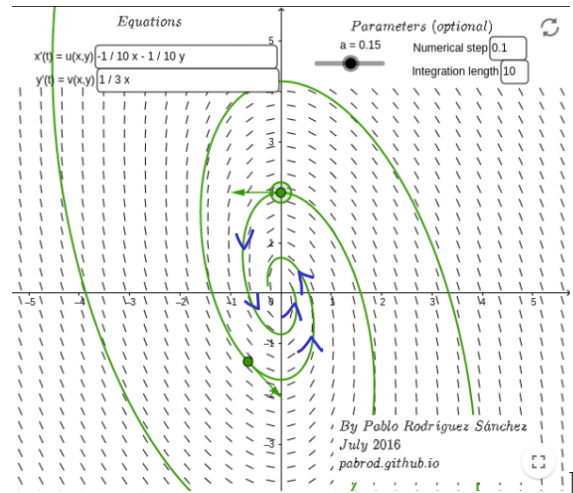 Equations
Parameters (optional)
x'(t) = u(x,y) -1 / 10 x - 1 / 10 y
y'(t) = v(x,y) 1 / 3 x
a = 0.15
Numerical step 0.1
Integration length 10
5
3
2
1
-5 -4 -3 -2 -1 0 1 2 3 4 5
-1
-2
-3
By Pablo Rodríguez Sánchez
July 2016
pabrod.github.io